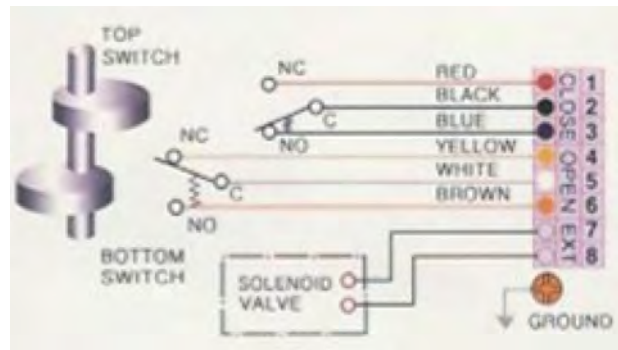 TOP
SWITCH
NC
RED
BLACK
C
BLUE
NO
NC
YELLOW
WHITE
C
BROWN
NO
BOTTOM
SWITCH
SOLENOID
VALVE
CLOSE
OPEN
EXT
1
2
3
4
5
6
7
8
GROUND